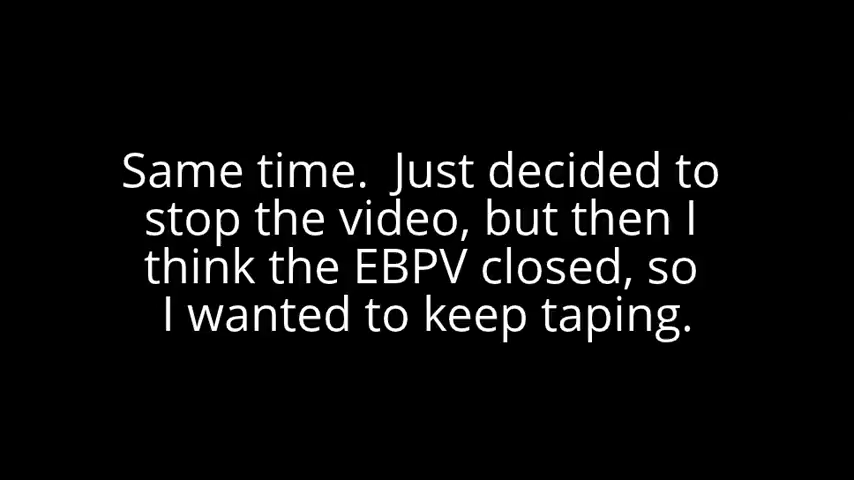 Same time.  Just decided to
stop the video, but then I
think the EBPV closed, so
I wanted to keep taping.